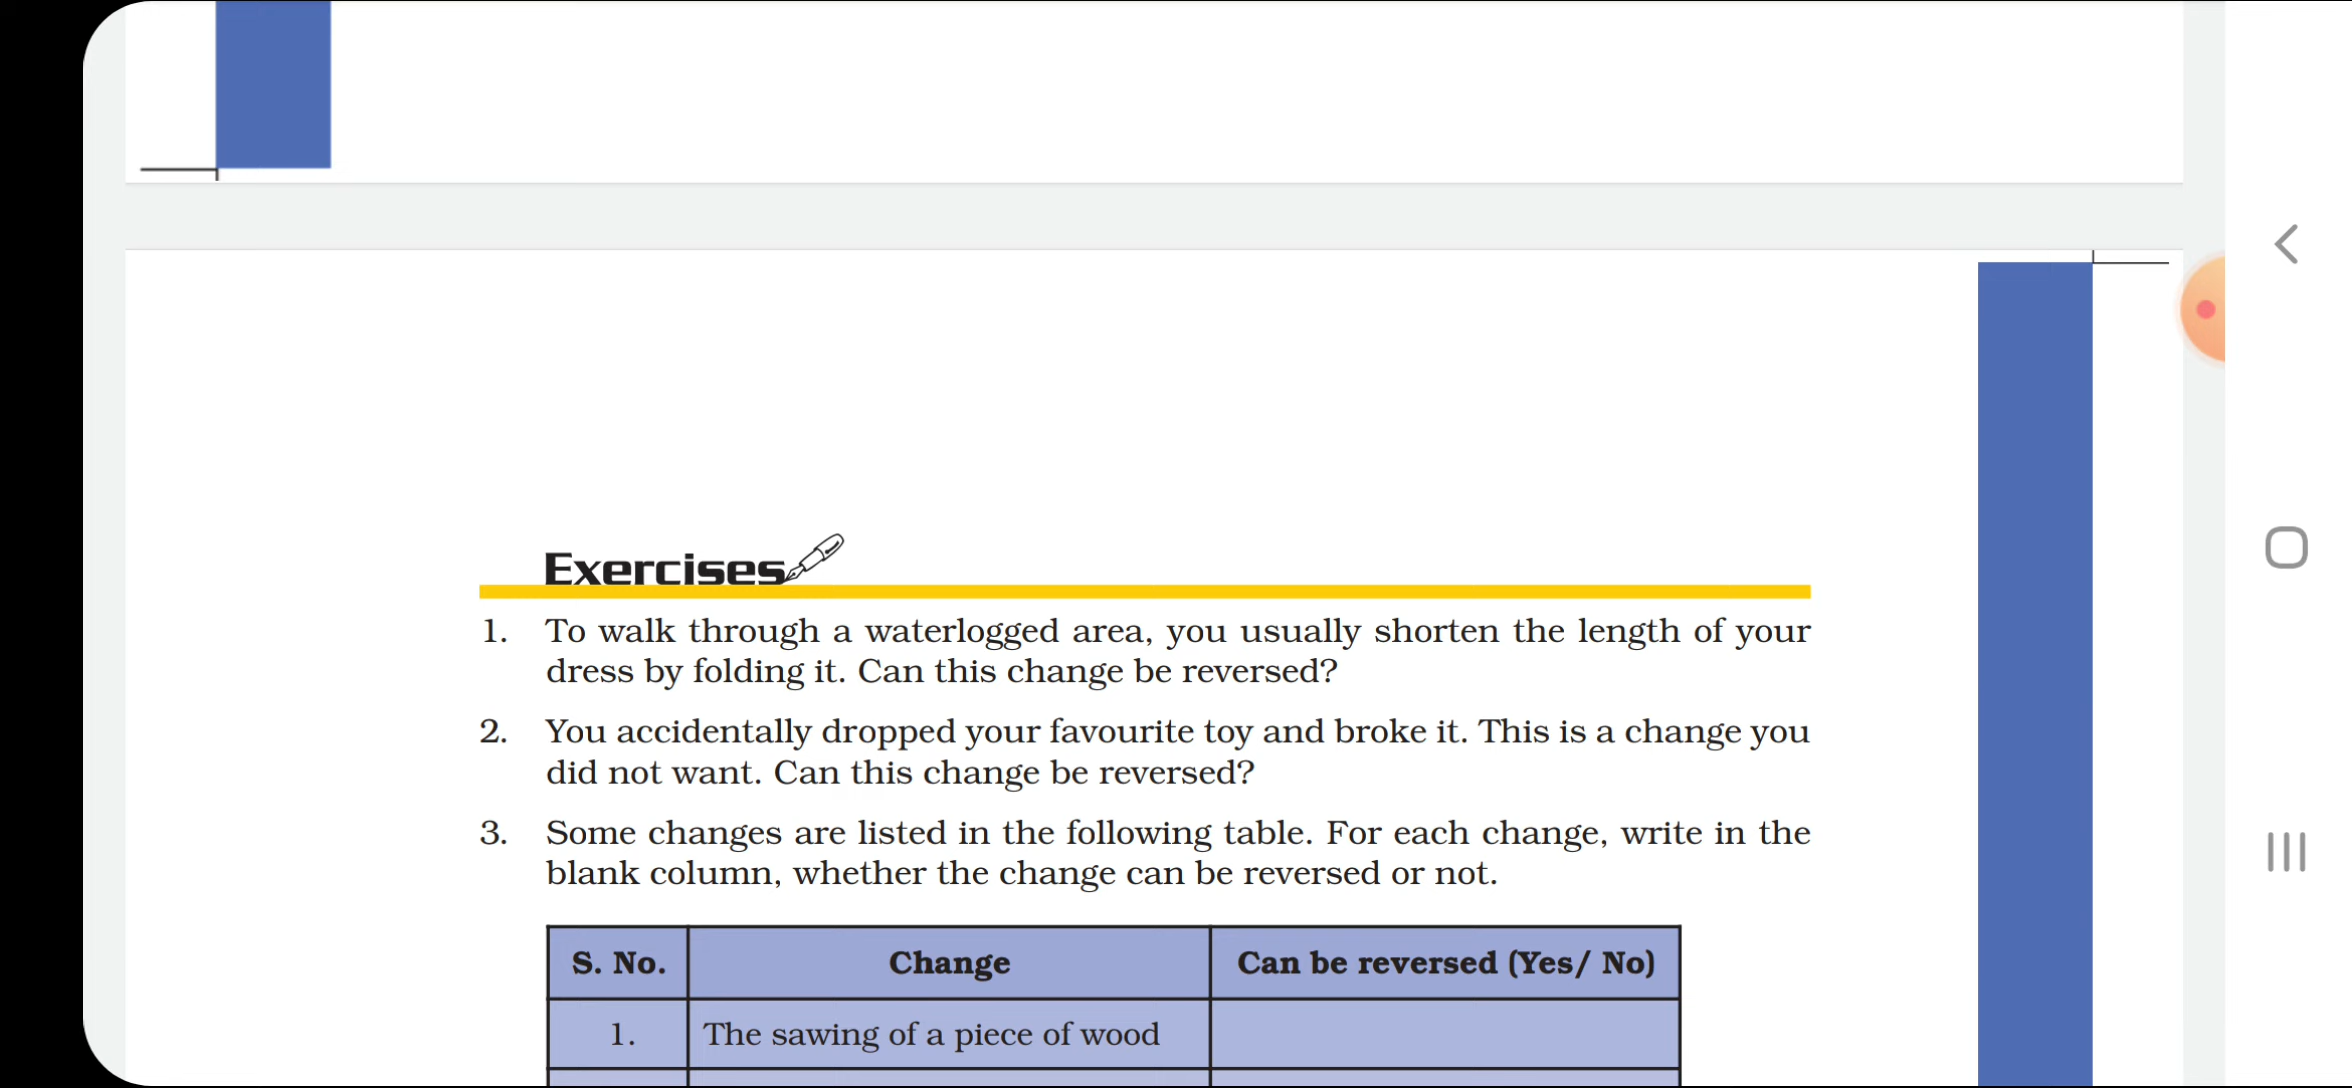 Exercises
1. To walk through a waterlogged area, you usually shorten the length of your
dress by folding it. Can this change be reversed?
2. You accidentally dropped your favourite toy and broke it. This is a change you
did not want. Can this change be reversed?
3. Some changes are listed in the following table. For each change, write in the
blank column, whether the change can be reversed or not.
S. No. Change Can be reversed (Yes/ No)
1. The sawing of a piece of wood